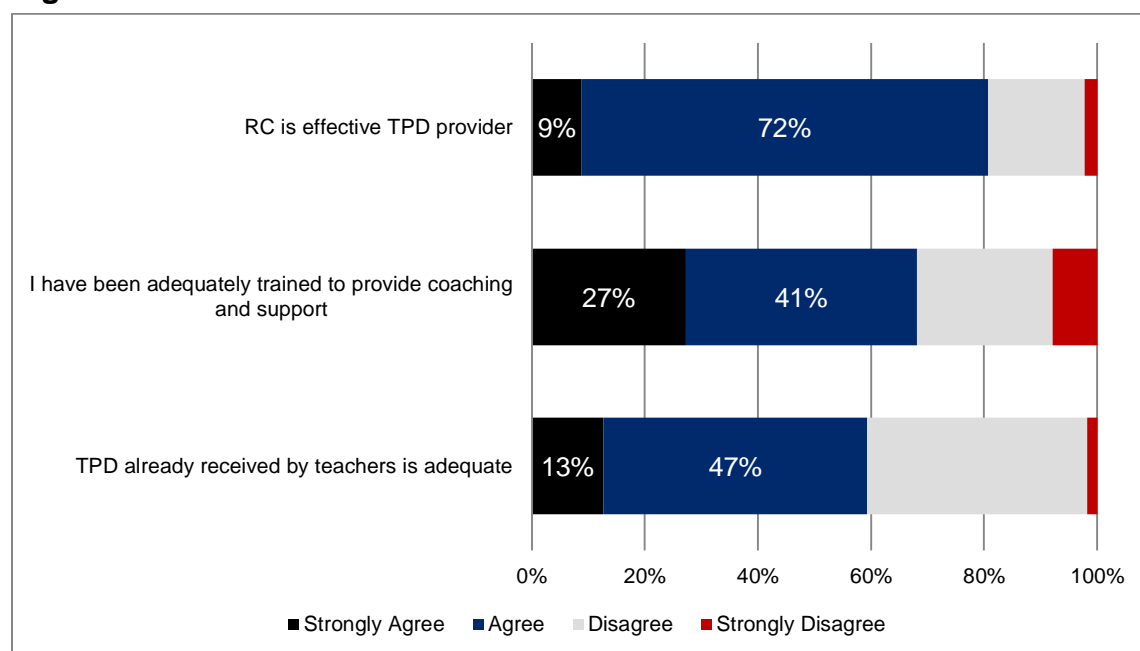 RC is effective TPD provider
9% 72%
I have been adequately trained to provide coaching
and support
27% 41%
TPD already received by teachers is adequate
13% 47%
0% 20% 40% 60% 80% 100%
Strongly Agree Agree Disagree Strongly Disagree